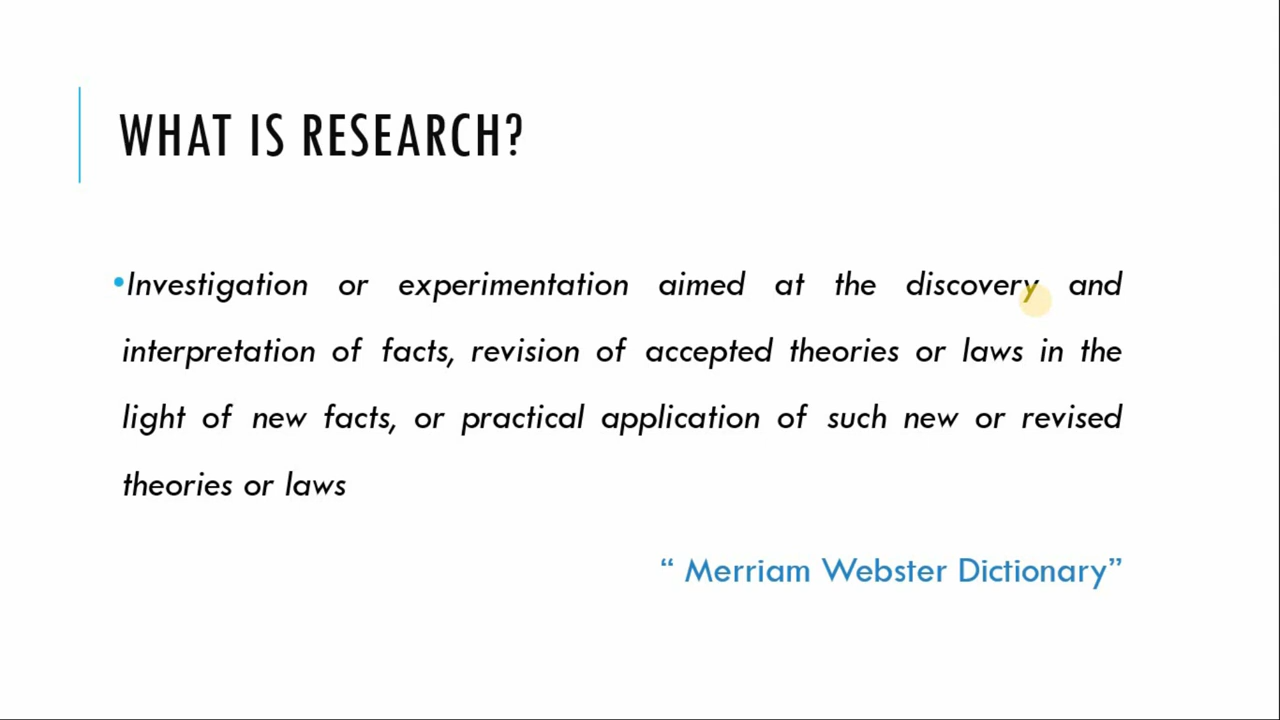 WHAT IS RESEARCH?
•Investigation or experimentation aimed at the discovery and
interpretation of facts, revision of accepted theories or laws in the
light of new facts, or practical application of such new or revised
theories or laws
“ Merriam Webster Dictionary”